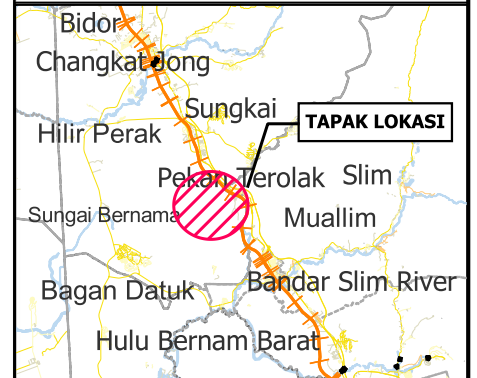 Bidor
Changkat Jong
Sungkai
TAPAK LOKASI
Hilir Perak
Pekan Terolak
Slim
Sungai Bernama
Muallim
Bandar Slim River
Bagan Datuk
Hulu Bernam Barat